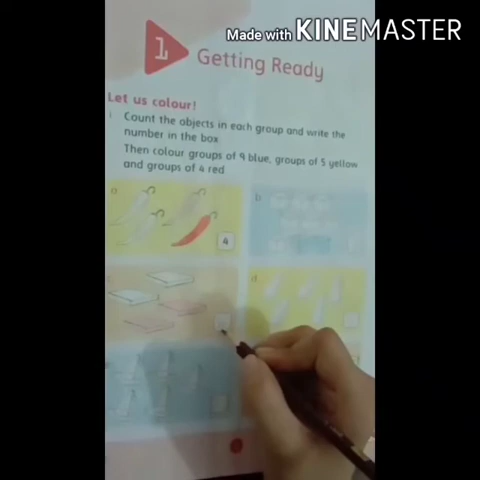 Made with KINEMASTER
1
Getting Ready
Let us colour!
1 Count the objects in each group and write the
number in the box
Then colour groups of 9 blue, groups of 5 yellow
and groups of 4 red
a
b
4
c
d